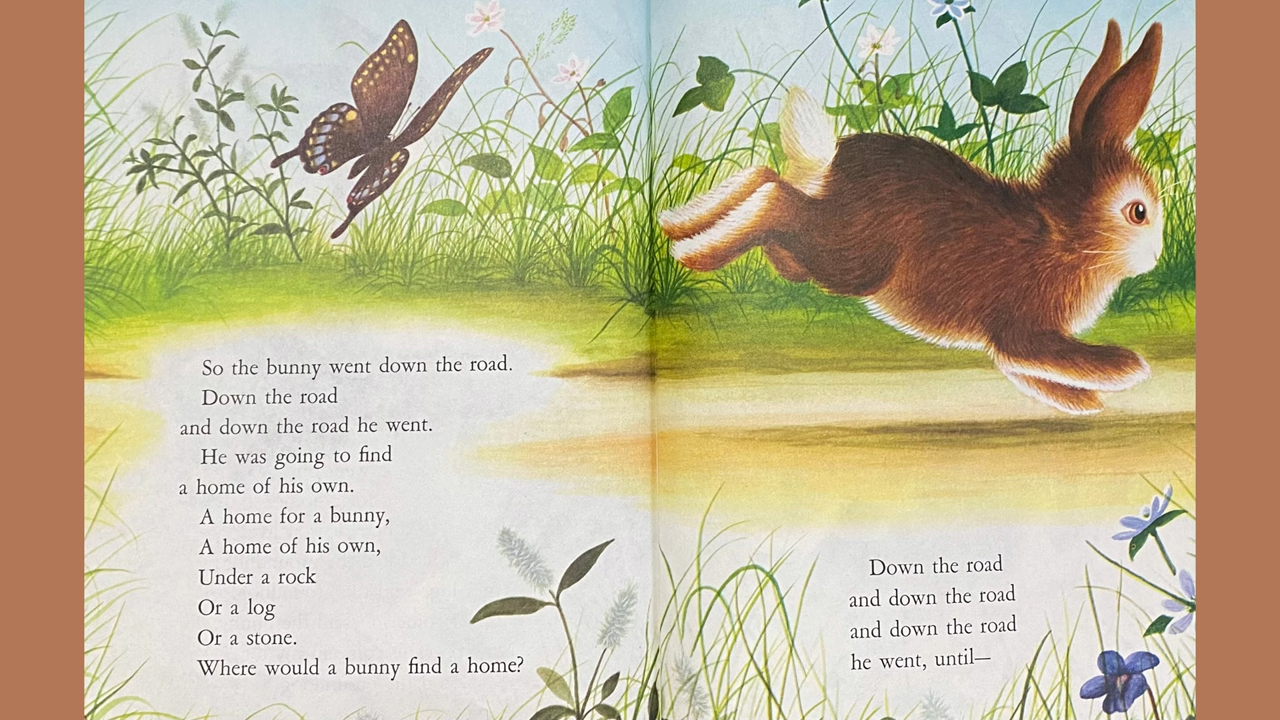 So the bunny went down the road.
Down the road
and down the road he went.
He was going to find
a home of his own.
A home for a bunny,
A home of his own,
Under a rock
Or a log
Or a stone.
Where would a bunny find a home?
Down the road
and down the road
and down the road
he went, until—